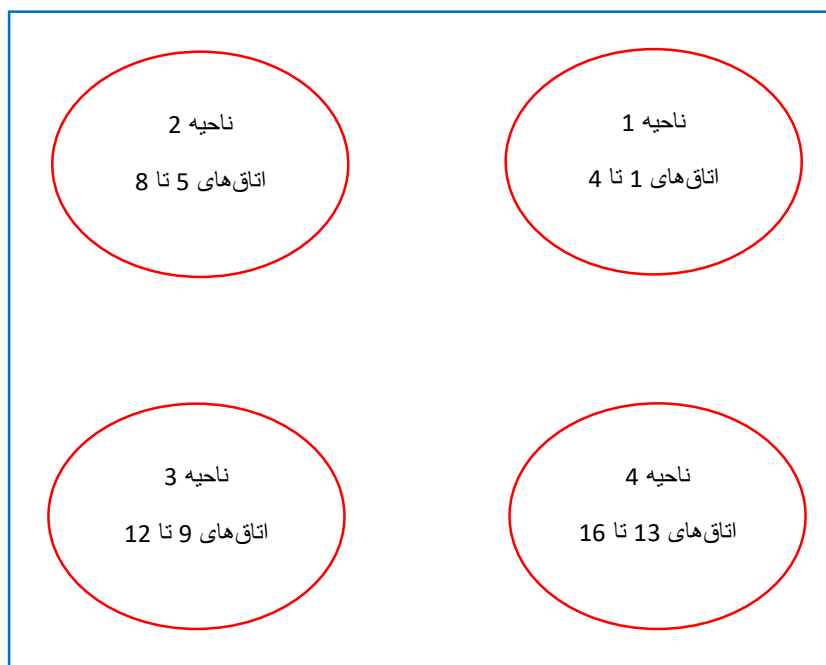 ناحیه 1
اتاق‌های 1 تا 4
ناحیه 2
اتاق‌های 5 تا 8
ناحیه 4
اتاق‌های 13 تا 16
ناحیه 3
اتاق‌های 9 تا 12